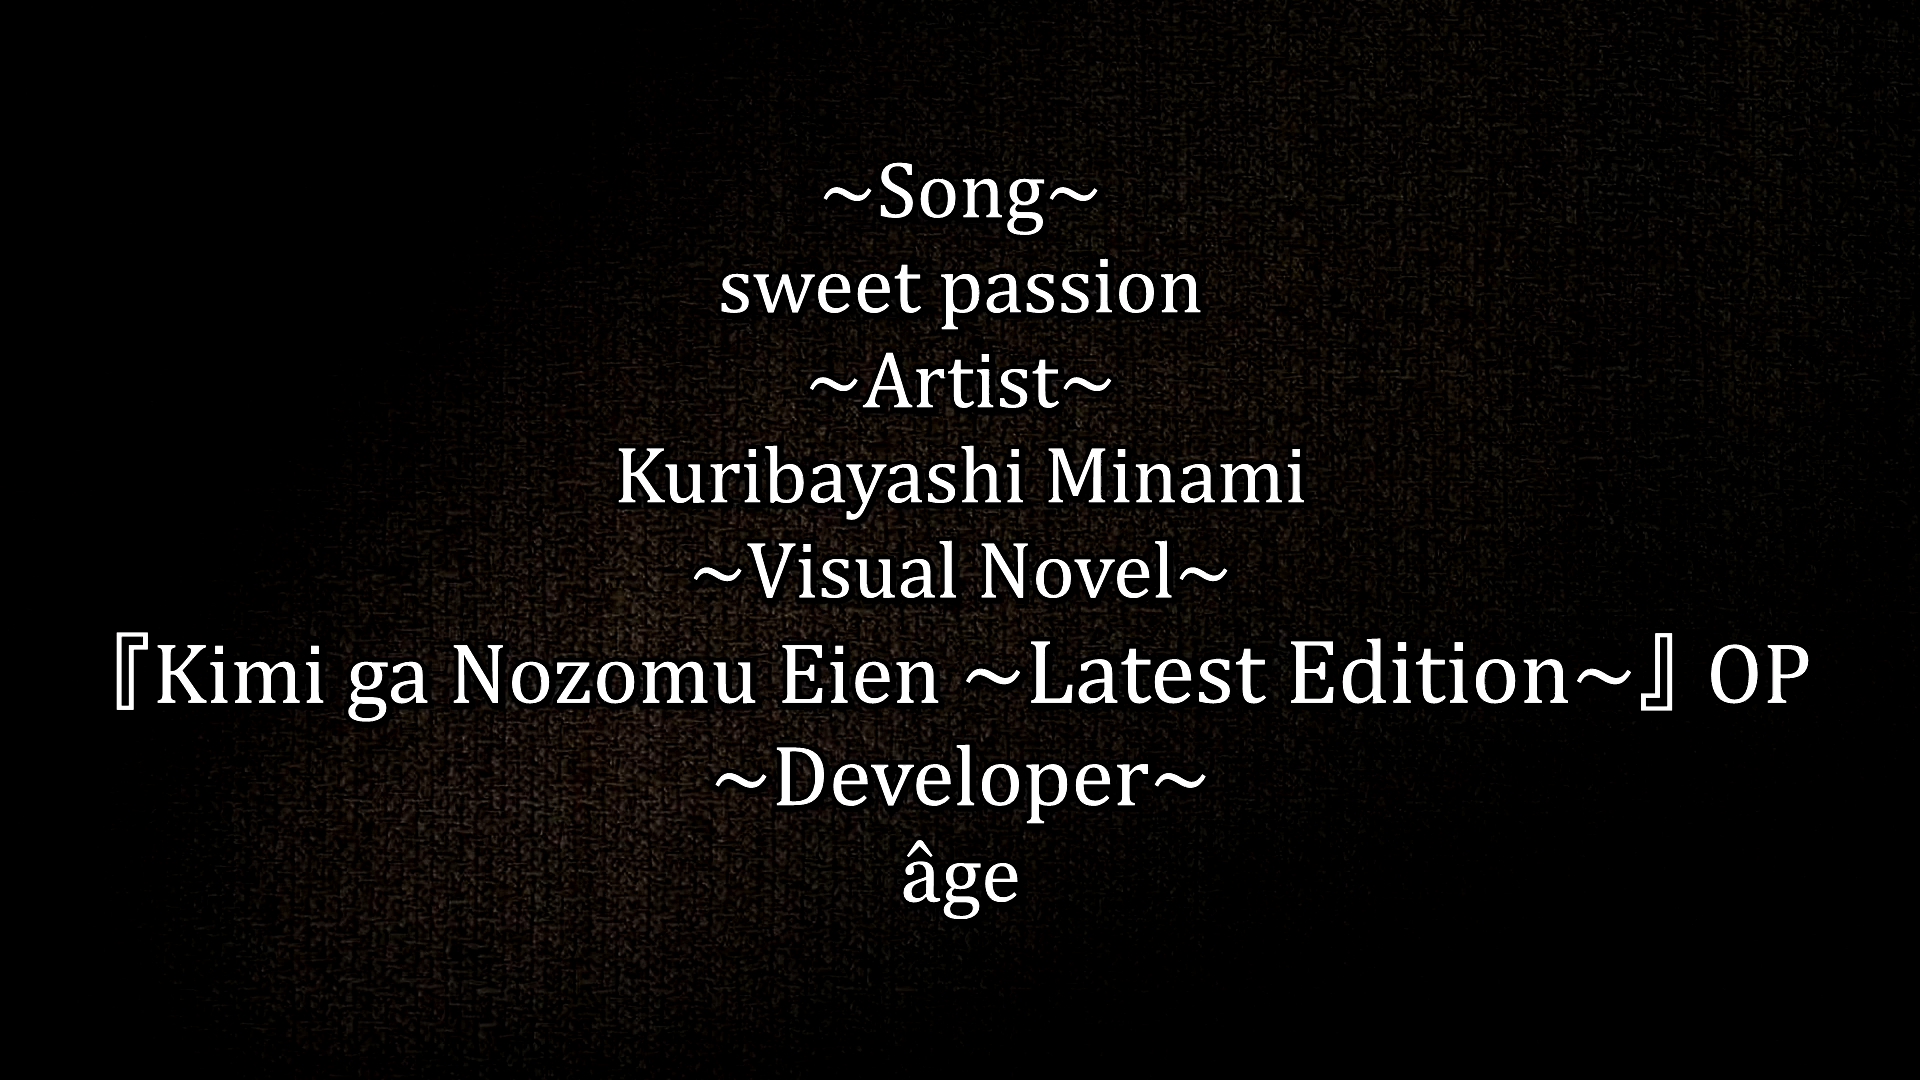 ~Song~
sweet passion
~Artist~
Kuribayashi Minami
~Visual Novel~
『Kimi ga Nozomu Eien ~Latest Edition~』 OP
~Developer~
âge